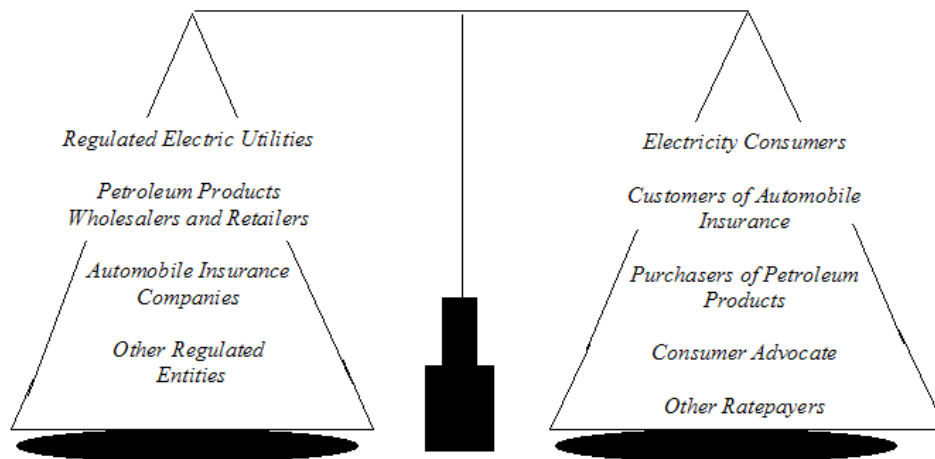 Regulated Electric Utilities
Petroleum Products
Wholesalers and Retailers
Automobile Insurance
Companies
Other Regulated
Entities
Electricity Consumers
Customers of Automobile
Insurance
Purchasers of Petroleum
Products
Consumer Advocate
Other Ratepayers